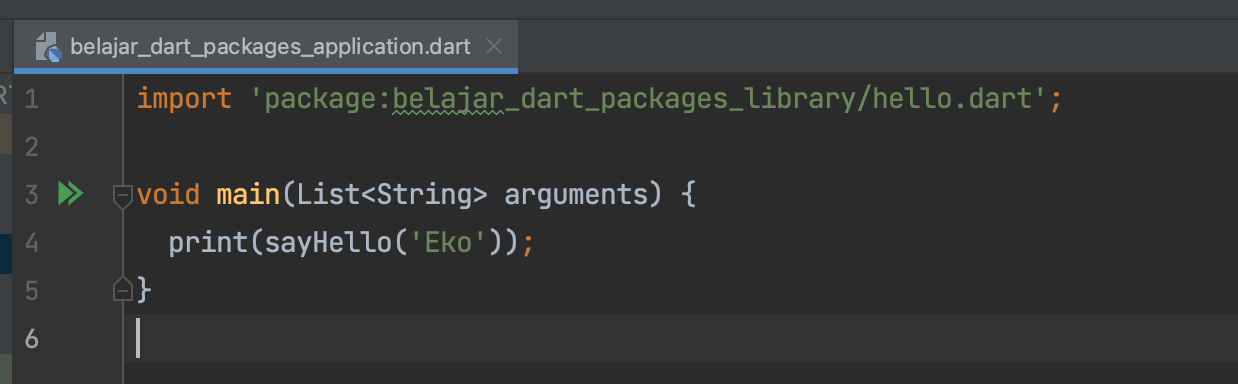 belajar_dart_packages_application.dart
1 import 'package:belajar_dart_packages_library/hello.dart';
2
3 void main(List<String> arguments) {
4   print(sayHello('Eko'));
5 }
6